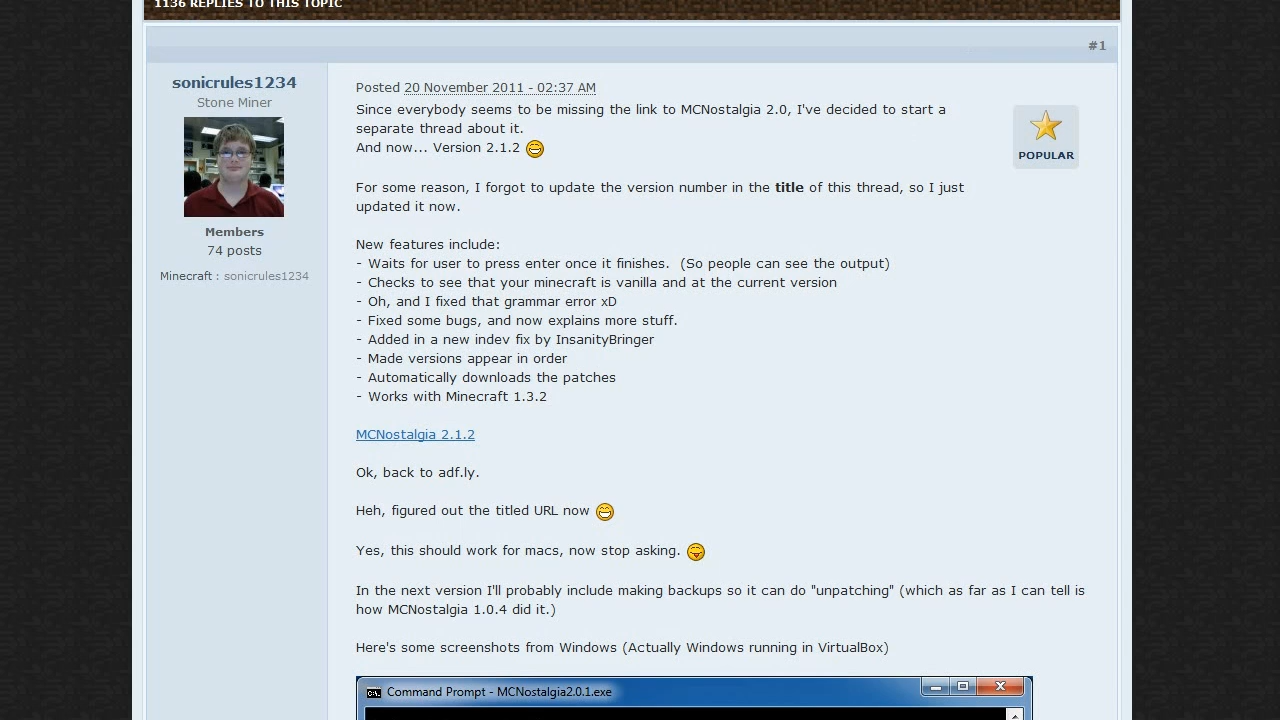 1136 REPLIES TO THIS TOPIC
#1
sonicrules1234
Stone Miner
Members
74 posts
Minecraft : sonicrules1234
Posted 20 November 2011 - 02:37 AM
Since everybody seems to be missing the link to MCNostalgia 2.0, I've decided to start a
separate thread about it.
And now... Version 2.1.2
POPULAR
For some reason, I forgot to update the version number in the title of this thread, so I just
updated it now.
New features include:
- Waits for user to press enter once it finishes.  (So people can see the output)
- Checks to see that your minecraft is vanilla and at the current version
- Oh, and I fixed that grammar error xD
- Fixed some bugs, and now explains more stuff.
- Added in a new indev fix by InsanityBringer
- Made versions appear in order
- Automatically downloads the patches
- Works with Minecraft 1.3.2
MCNostalgia 2.1.2
Ok, back to adf.ly.
Heh, figured out the titled URL now
Yes, this should work for macs, now stop asking.
In the next version I'll probably include making backups so it can do "unpatching" (which as far as I can tell is
how MCNostalgia 1.0.4 did it.)
Here's some screenshots from Windows (Actually Windows running in VirtualBox)
Command Prompt - MCNostalgia2.0.1.exe